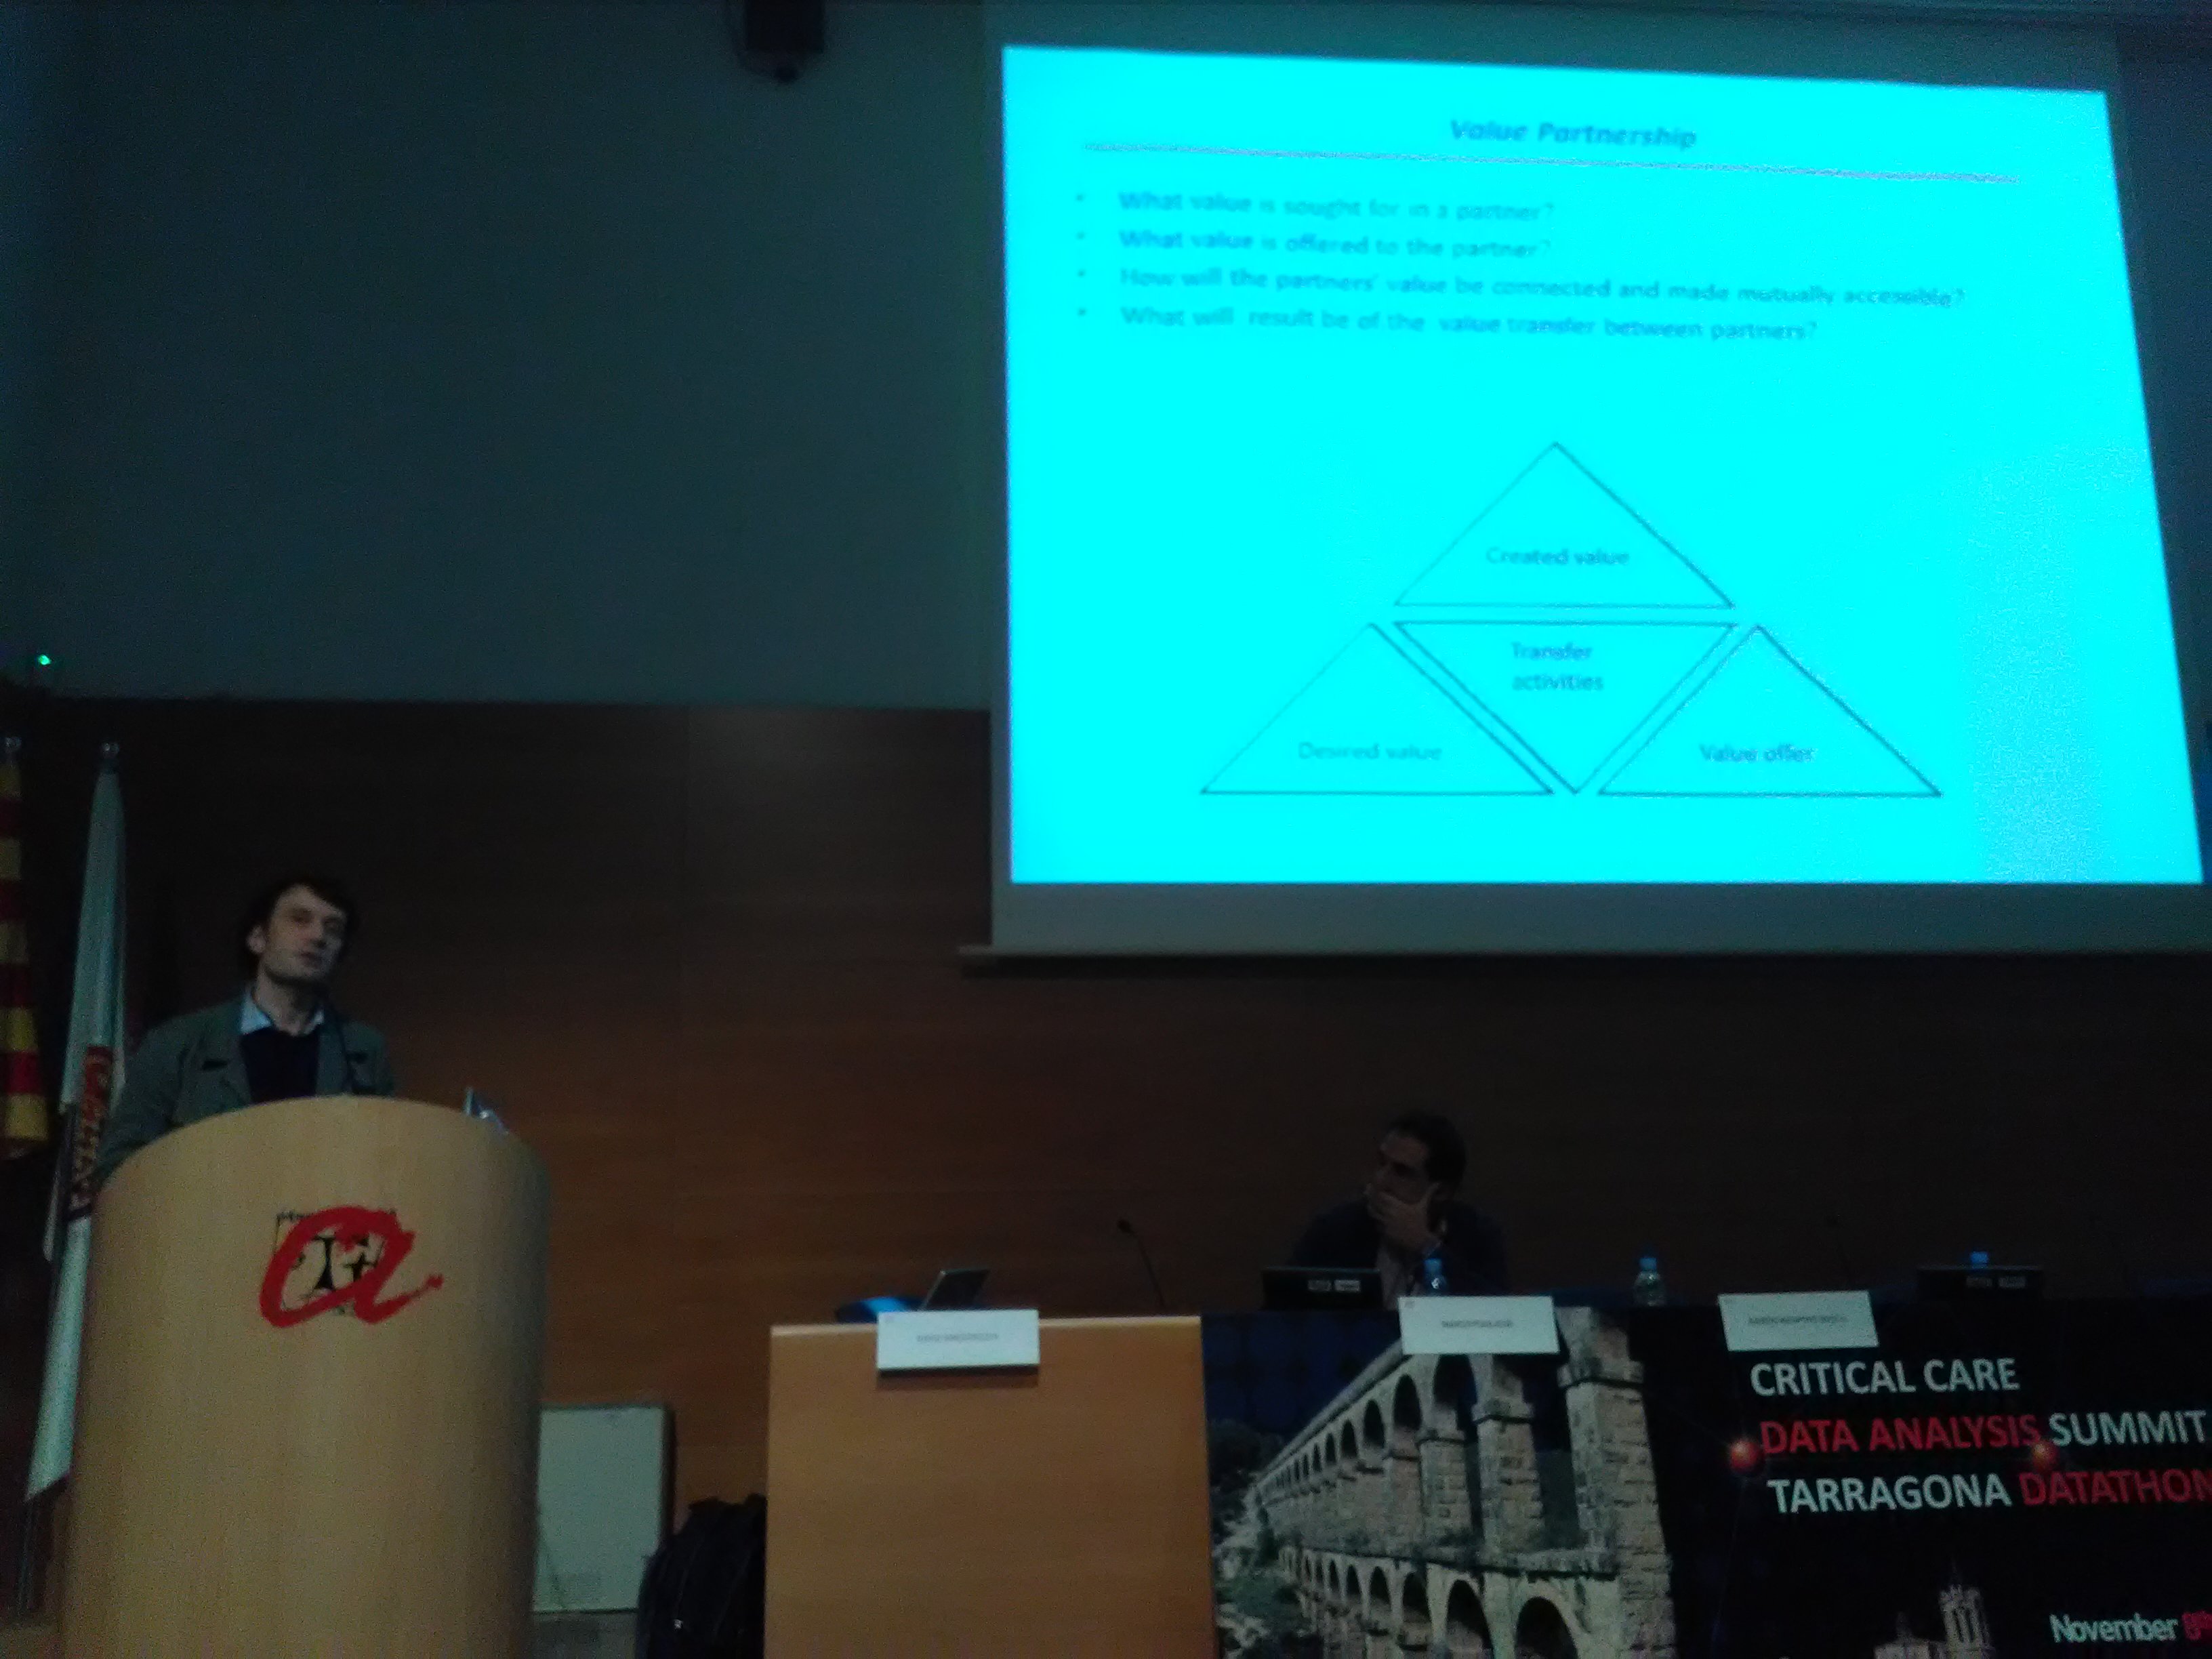 Value Partnership
• What value is sought for in a partner?
• What value is offered to the partner?
• How will the partners' value be connected and made mutually accessible?
• What will result be of the value transfer between partners?
Created value
Transfer
activities
Desired value
Value offer
CRITICAL CARE
DATA ANALYSIS SUMMIT
TARRAGONA DATATHON
November